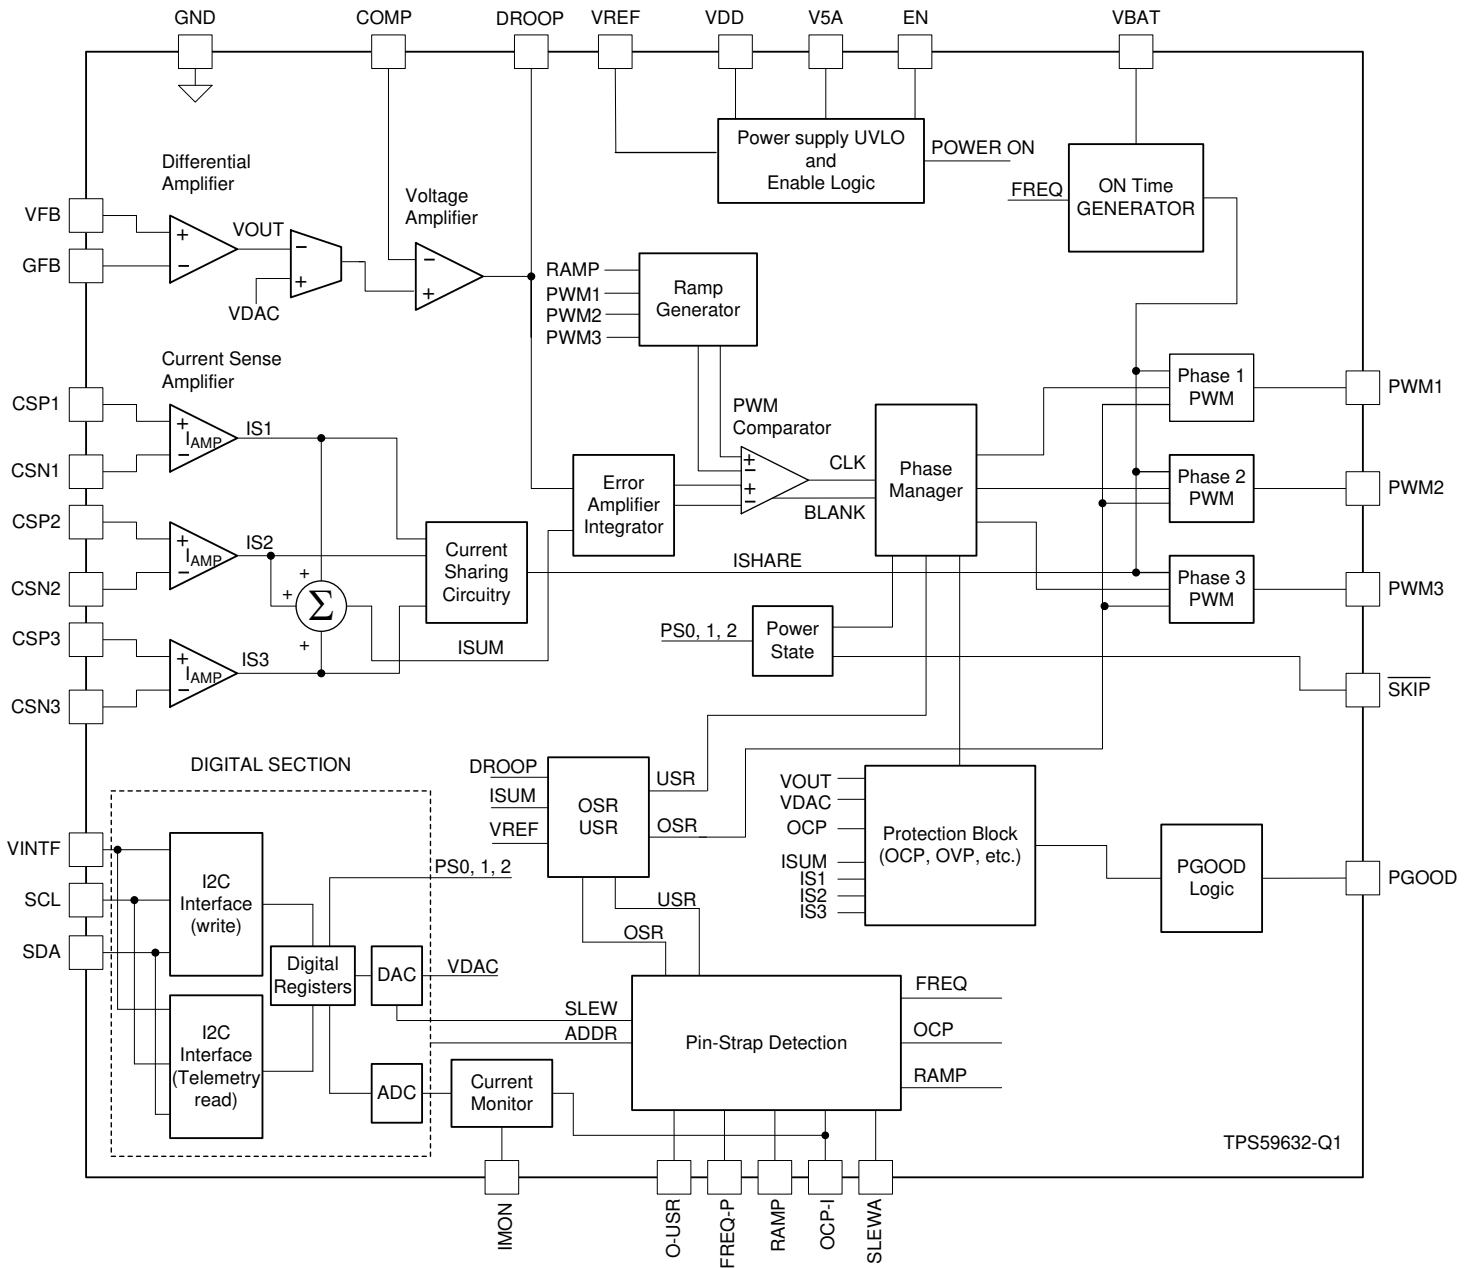 GND
COMP
DROOP
VREF
VDD
V5A
EN
VBAT
Power supply UVLO
and
Enable Logic
POWER ON
FREQ
ON Time
GENERATOR
Differential
Amplifier
VFB
GFB
+
−
VOUT
−
+
VDAC
Voltage
Amplifier
−
+
RAMP
PWM1
PWM2
PWM3
Ramp
Generator
Current Sense
Amplifier
CSP1
CSN1
+
−
IAMP
IS1
CSP2
CSN2
+
−
IAMP
IS2
CSP3
CSN3
+
−
IAMP
IS3
+
+
Σ
+
ISUM
Current
Sharing
Circuitry
Error
Amplifier
Integrator
PWM
Comparator
+
−
+
−
CLK
BLANK
Phase
Manager
ISHARE
Phase 1
PWM
PWM1
Phase 2
PWM
PWM2
Phase 3
PWM
PWM3
PS0, 1, 2
Power
State
SKIP
DIGITAL SECTION
VINTF
SCL
SDA
I2C
Interface
(write)
I2C
Interface
(Telemetry
read)
Digital
Registers
DAC
ADC
PS0, 1, 2
VDAC
SLEW
ADDR
Current
Monitor
DROOP
ISUM
VREF
OSR
USR
USR
OSR
USR
OSR
VOUT
VDAC
OCP
ISUM
IS1
IS2
IS3
Protection Block
(OCP, OVP, etc.)
PGOOD
Logic
PGOOD
Pin-Strap Detection
FREQ
OCP
RAMP
TPS59632-Q1
IMON
O-USR
FREQ-P
RAMP
OCP-I
SLEWA